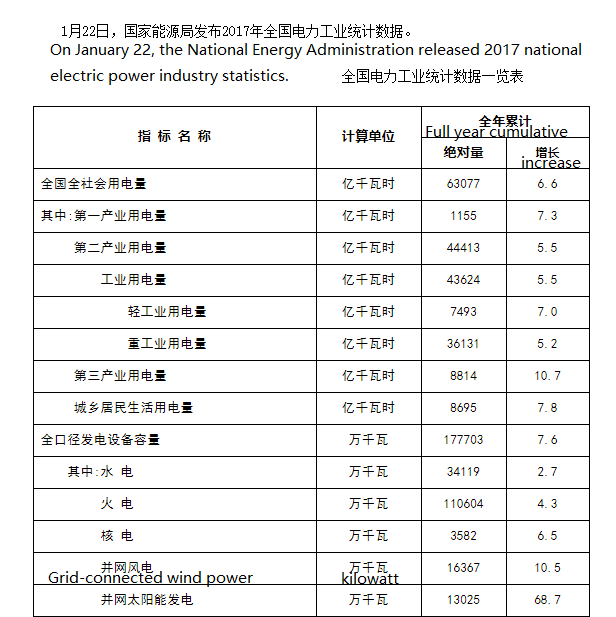 1月22日，国家能源局发布2017年全国电力工业统计数据。
On January 22, the National Energy Administration released 2017 national
electric power industry statistics.
全国电力工业统计数据一览表
指 标 名 称 计算单位 全年累计
Full year cumulative
绝对量 增长
increase
全国全社会用电量 亿千瓦时 63077 6.6
其中:第一产业用电量 亿千瓦时 1155 7.3
第二产业用电量 亿千瓦时 44413 5.5
工业用电量 亿千瓦时 43624 5.5
轻工业用电量 亿千瓦时 7493 7.0
重工业用电量 亿千瓦时 36131 5.2
第三产业用电量 亿千瓦时 8814 10.7
城乡居民生活用电量 亿千瓦时 8695 7.8
全口径发电设备容量 万千瓦 177703 7.6
其中:水 电 万千瓦 34119 2.7
火 电 万千瓦 110604 4.3
核 电 万千瓦 3582 6.5
并网风电 万千瓦 16367 10.5
Grid-connected wind power kilowatt
并网太阳能发电 万千瓦 13025 68.7